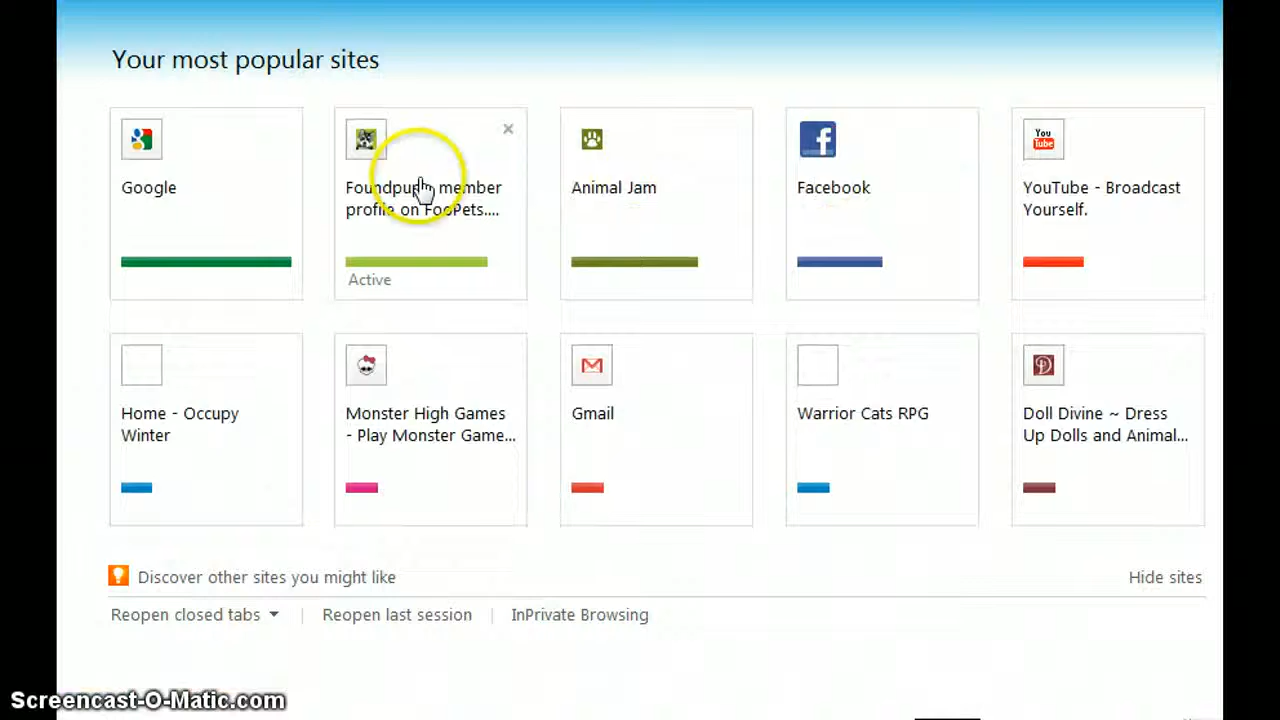 Your most popular sites
Google
Foundpup member
profile on FooPets....
Active
Animal Jam
Facebook
You
Tube
YouTube - Broadcast
Yourself.
Home - Occupy
Winter
Monster High Games
- Play Monster Game...
Gmail
Warrior Cats RPG
Doll Divine ~ Dress
Up Dolls and Animal...
Discover other sites you might like
Hide sites
Reopen closed tabs
Reopen last session
InPrivate Browsing
Screencast-O-Matic.com